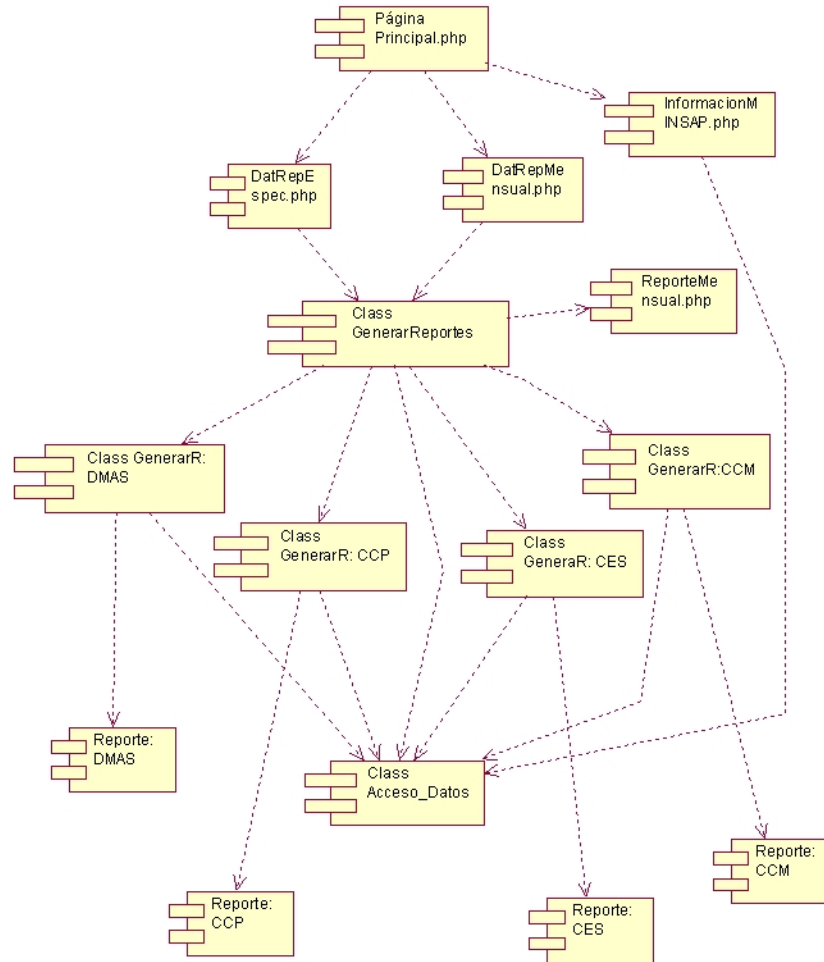 Página
Principal.php
InformacionM
INSAP.php
DatRepE
spec.php
DatRepMe
nsual.php
ReporteMe
nsual.php
Class
GenerarReportes
Class GenerarR:
DMAS
Class
GenerarR:CCM
Class
GenerarR: CCP
Class
GeneraR: CES
Reporte:
DMAS
Class
Acceso_Datos
Reporte:
CCM
Reporte:
CCP
Reporte:
CES